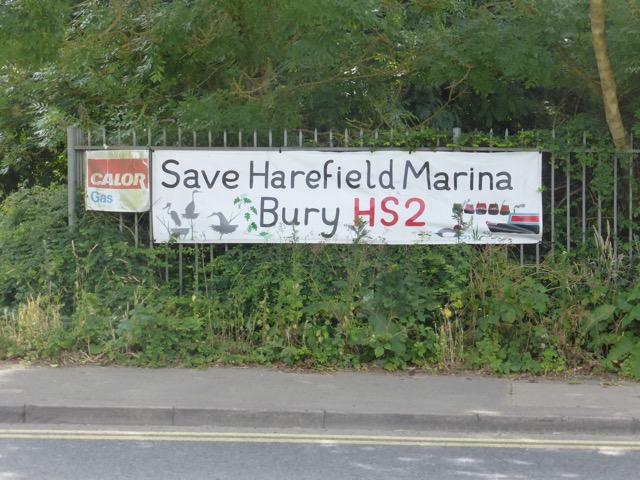 CALOR
Gas
Save Harefield Marina
Bury HS2